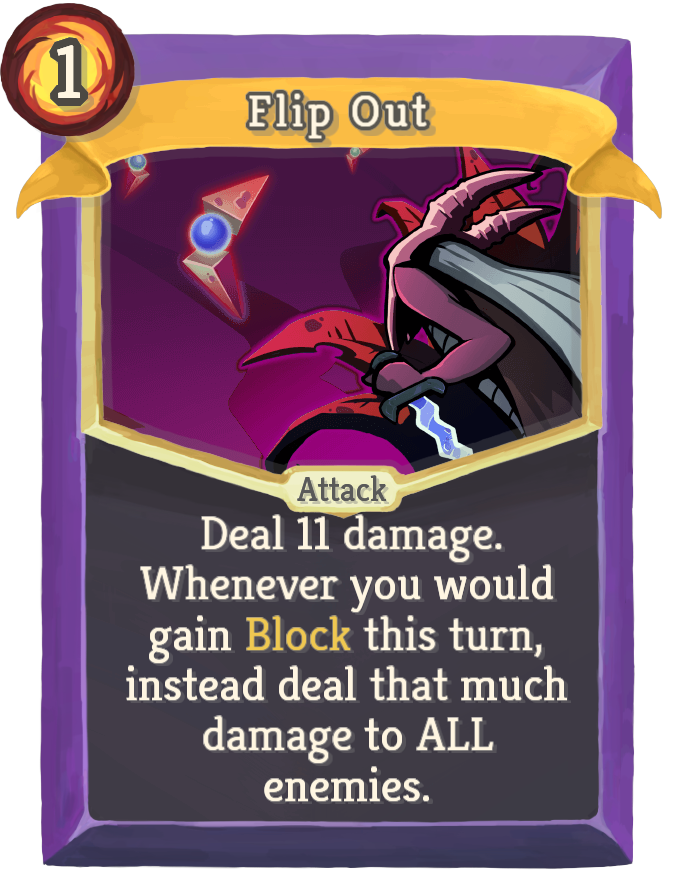 1
Flip Out
Attack
Deal 11 damage.
Whenever you would
gain Block this turn,
instead deal that much
damage to ALL
enemies.